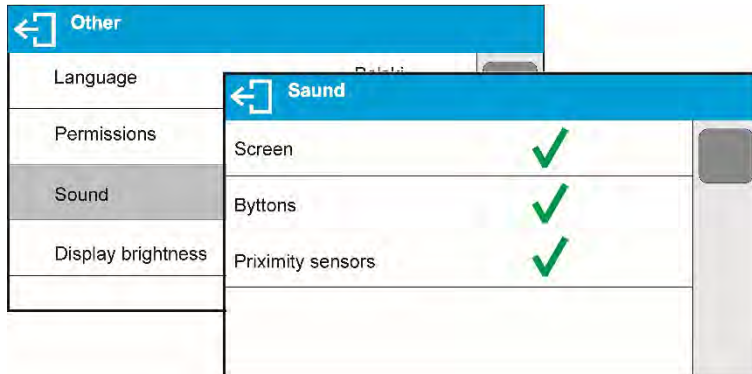 Other
Language
Permissions
Sound
Display brightness
Saund
Screen
Byttons
Priximity sensors